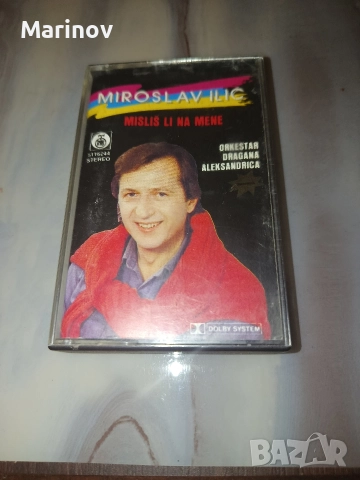 Marinov
MIROSLAV ILIĆ
MISLIŠ LI NA MENE
STEREO
ORKESTAR
DRAGANA
ALEKSANDRIĆA
DOLBY SYSTEM
BAZAR